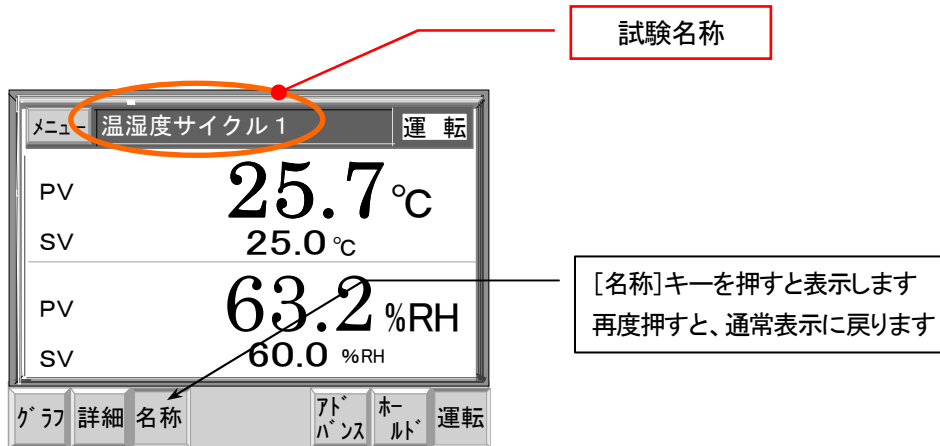 試験名称
メニュー 温湿度サイクル1 運 転
PV 25.7 ℃
SV 25.0 ℃
PV 63.2 %RH
SV 60.0 %RH
[名称]キーを押すと表示します
再度押すと、通常表示に戻ります
グラフ 詳細 名称 アド ホー 運転
バンス ルド